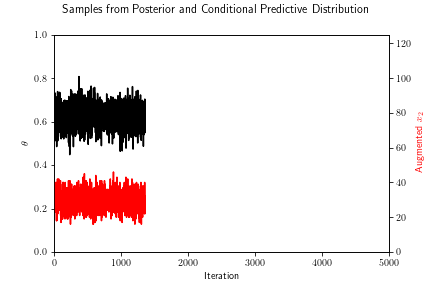 Samples from Posterior and Conditional Predictive Distribution
1.0
0.8
0.6
0.4
0.2
0.0
θ
120
100
80
60
40
20
0
Augmented x₂
0 1000 2000 3000 4000 5000
Iteration